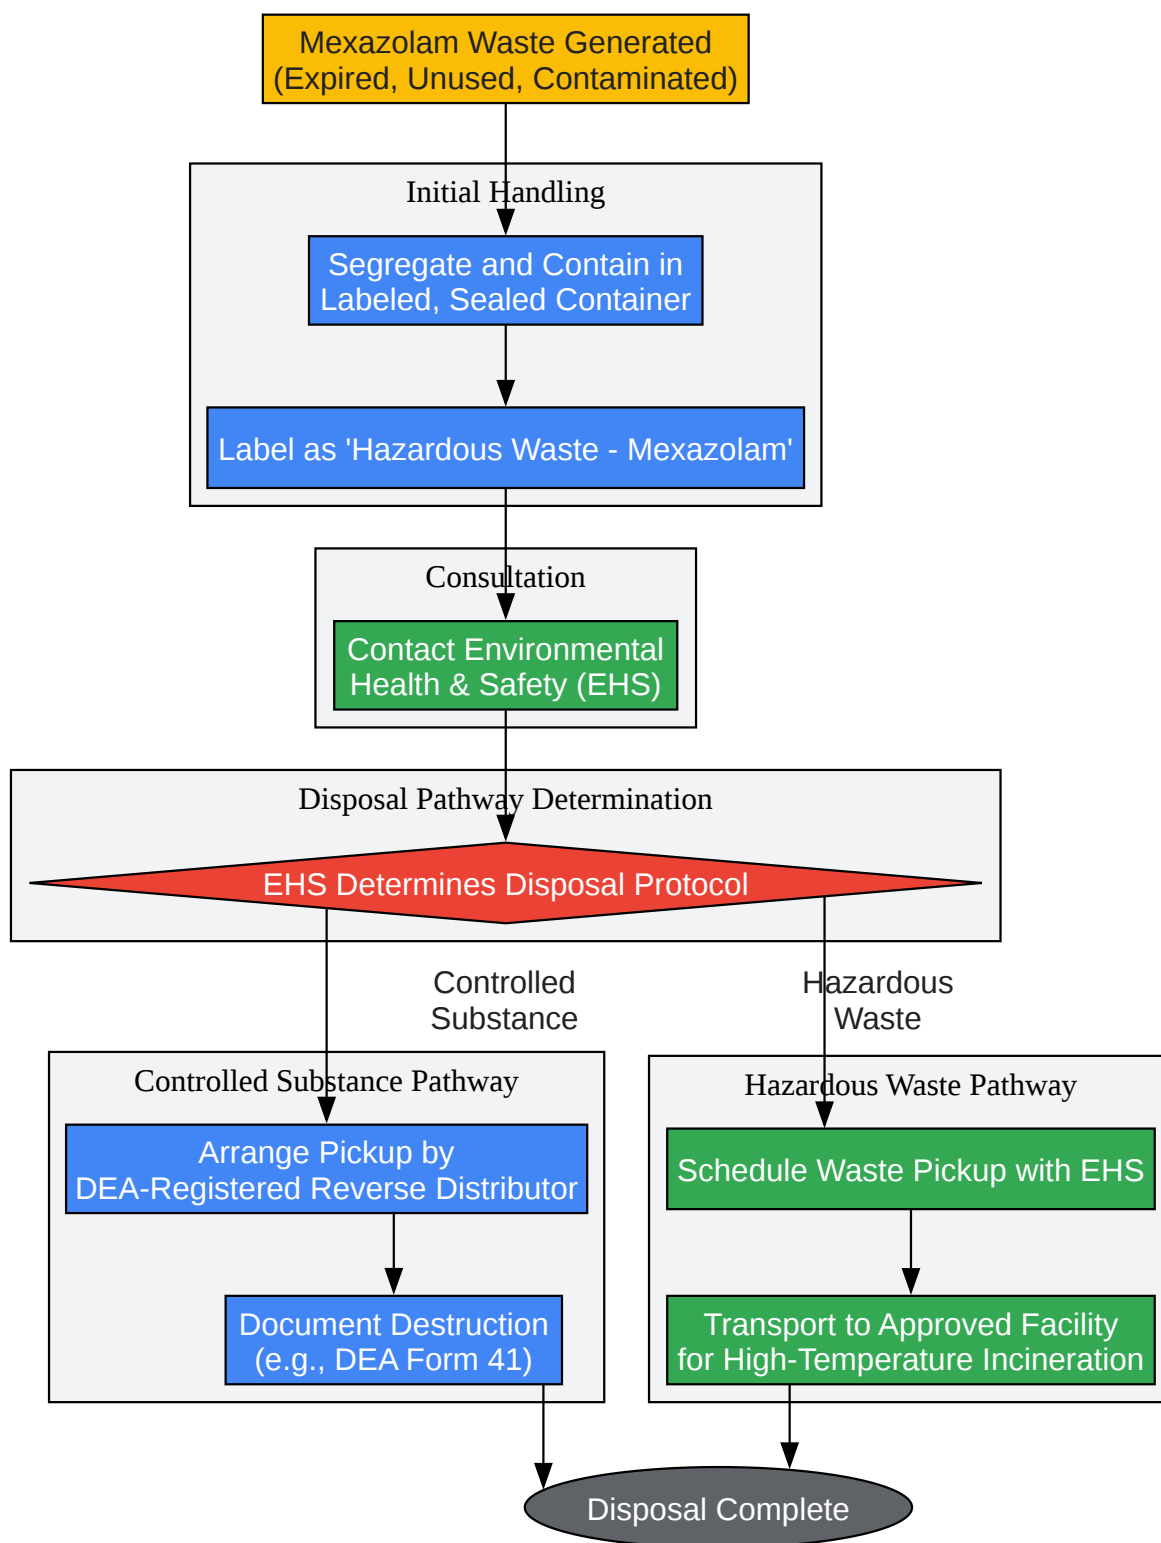 Mexazolam Waste Generated
(Expired, Unused, Contaminated)
Initial Handling
Segregate and Contain in
Labeled, Sealed Container
Label as 'Hazardous Waste - Mexazolam'
Consultation
Contact Environmental
Health & Safety (EHS)
Disposal Pathway Determination
EHS Determines Disposal Protocol
Controlled
Substance
Hazardous
Waste
Controlled Substance Pathway
Arrange Pickup by
DEA-Registered Reverse Distributor
Document Destruction
(e.g., DEA Form 41)
Hazardous Waste Pathway
Schedule Waste Pickup with EHS
Transport to Approved Facility
for High-Temperature Incineration
Disposal Complete